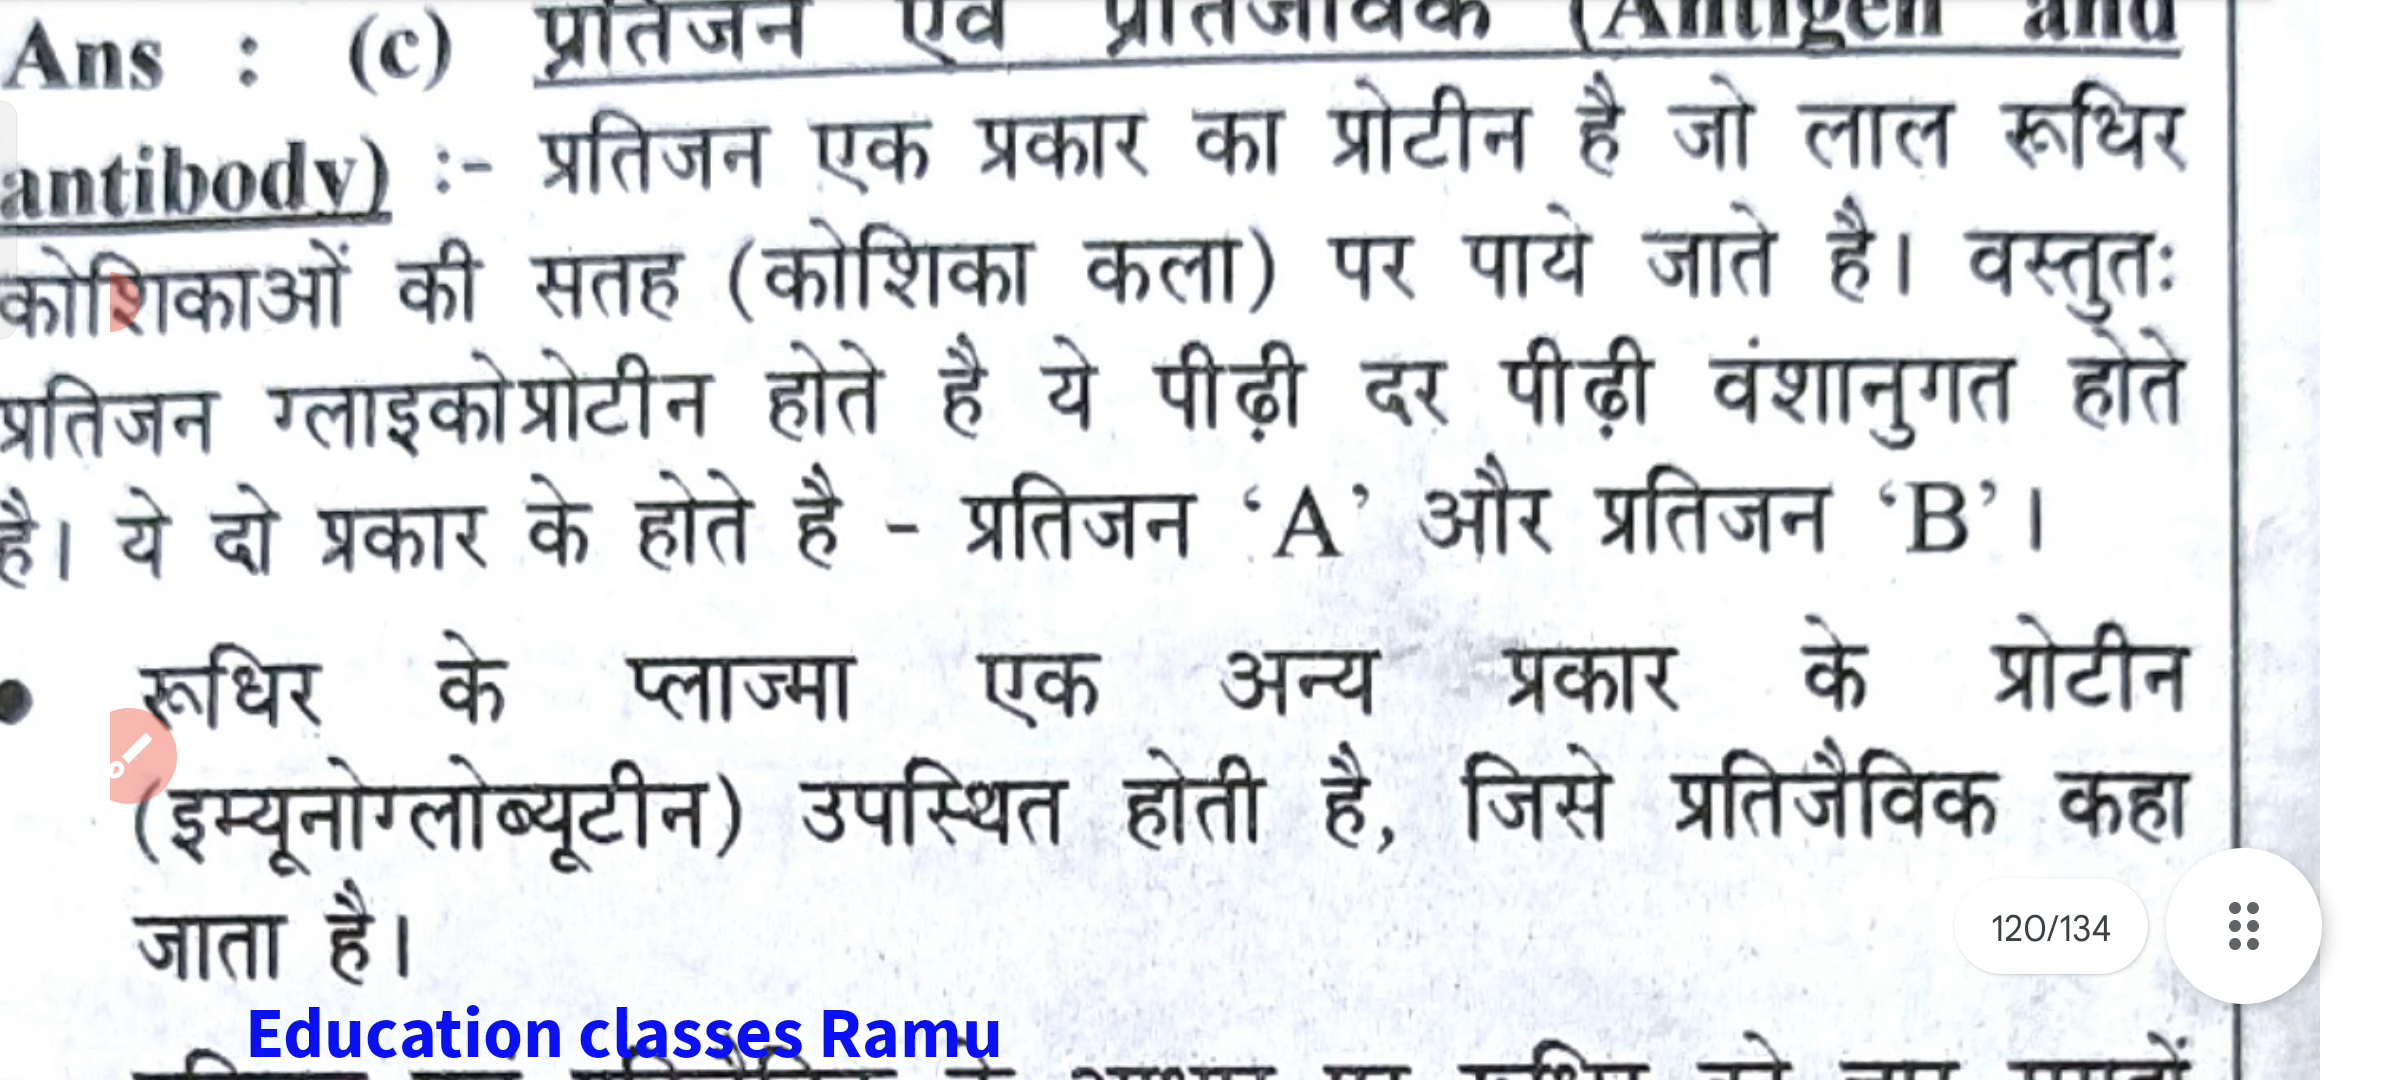 Ans : (c) प्रतिजन एवं प्रतिजैविक (Antigen and
antibody) :- प्रतिजन एक प्रकार का प्रोटीन है जो लाल रूधिर
कोशिकाओं की सतह (कोशिका कला) पर पाये जाते है। वस्तुतः
प्रतिजन ग्लाइकोप्रोटीन होते है ये पीढ़ी दर पीढ़ी वंशानुगत होते
है। ये दो प्रकार के होते है - प्रतिजन ‘A’ और प्रतिजन ‘B’।
• रूधिर के प्लाज्मा एक अन्य प्रकार के प्रोटीन
(इम्यूनोग्लोब्यूटीन) उपस्थित होती है, जिसे प्रतिजैविक कहा
जाता है।
120/134
Education classes Ramu